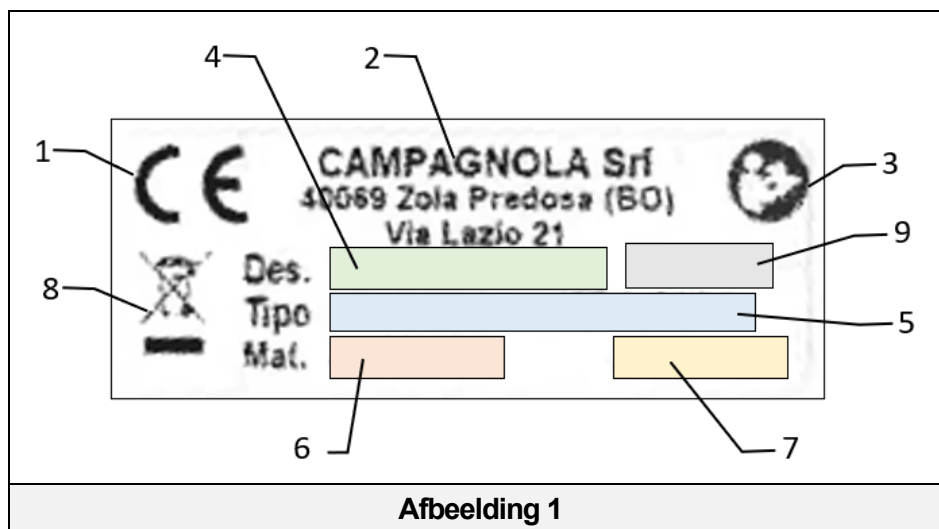 4
2
1
CE
CAMPAGNOLA Srl
40069 Zola Predosa (BO)
Via Lazio 21
3
9
8
Des.
Tipo
5
Mat.
6
7
Afbeelding 1